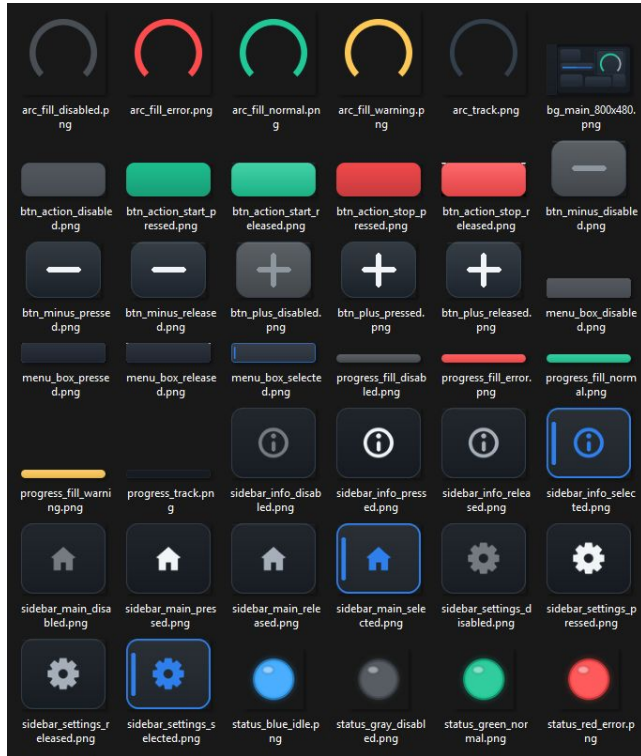 arc_fill_disabled.p
ng
arc_fill_error.png
arc_fill_normal.pn
g
arc_fill_warning.p
ng
arc_track.png
bg_main_800x480.
png
btn_action_disable
d.png
btn_action_start_p
ressed.png
btn_action_start_r
eleased.png
btn_action_stop_p
ressed.png
btn_action_stop_r
eleased.png
btn_minus_disable
d.png
btn_minus_presse
d.png
btn_minus_release
d.png
btn_plus_disabled.
png
btn_plus_pressed.
png
btn_plus_released.
png
menu_box_disable
d.png
menu_box_presse
d.png
menu_box_release
d.png
menu_box_selecte
d.png
progress_fill_disab
led.png
progress_fill_error.
png
progress_fill_norm
al.png
progress_fill_warni
ng.png
progress_track.pn
g
sidebar_info_disab
led.png
sidebar_info_press
ed.png
sidebar_info_relea
sed.png
sidebar_info_selec
ted.png
sidebar_main_disa
bled.png
sidebar_main_pres
sed.png
sidebar_main_rele
ased.png
sidebar_main_sele
cted.png
sidebar_settings_d
isabled.png
sidebar_settings_p
ressed.png
sidebar_settings_r
eleased.png
sidebar_settings_s
elected.png
status_blue_idle.p
ng
status_gray_disabl
ed.png
status_green_nor
mal.png
status_red_error.p
ng